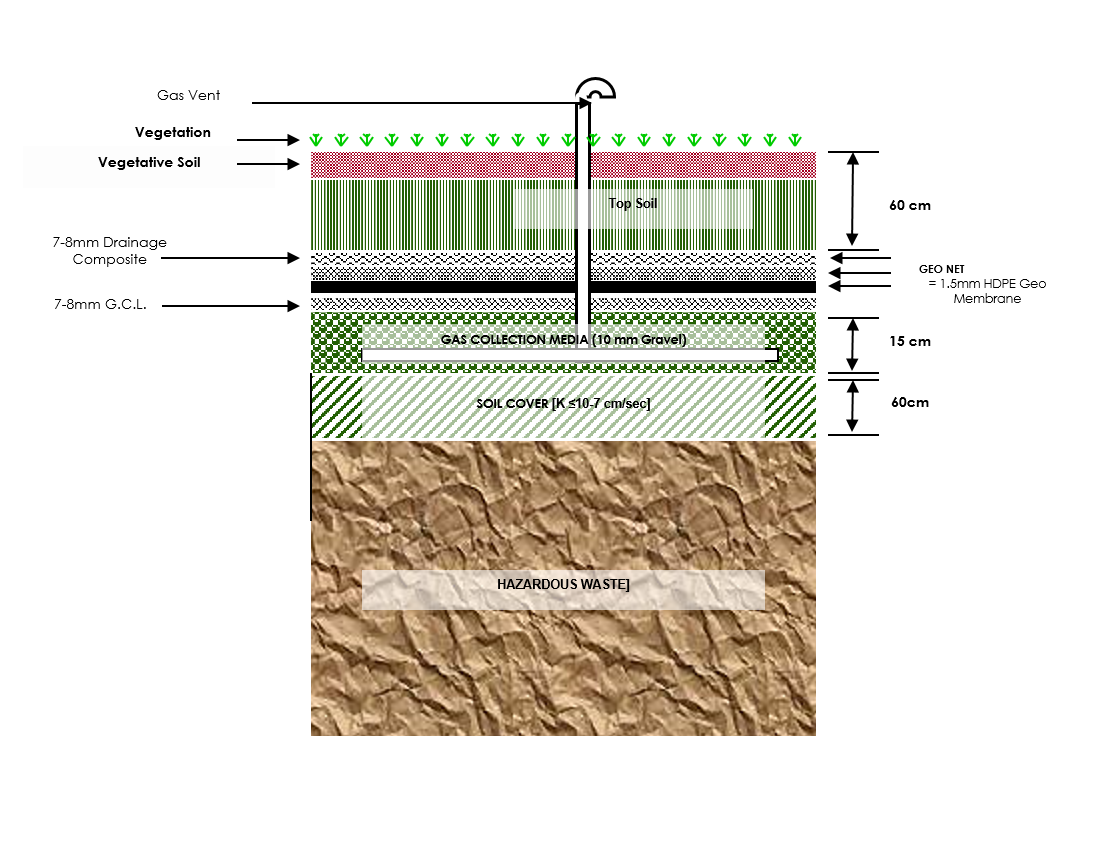 Gas Vent
Vegetation
Vegetative Soil
Top Soil
60 cm
7-8mm Drainage
Composite
GEO NET
= 1.5mm HDPE Geo
Membrane
7-8mm G.C.L.
GAS COLLECTION MEDIA (10 mm Gravel)
15 cm
SOIL COVER [K ≤10-7 cm/sec]
60cm
HAZARDOUS WASTE]